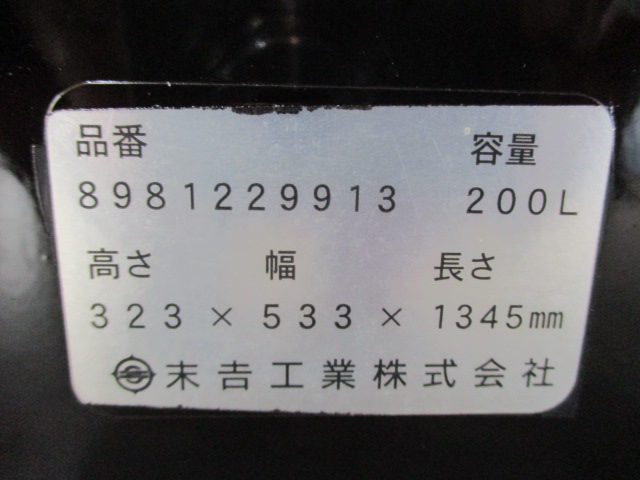 品番 容量
8981229913 200L
高さ 幅 長さ
323 × 533 × 1345mm
末吉工業株式会社